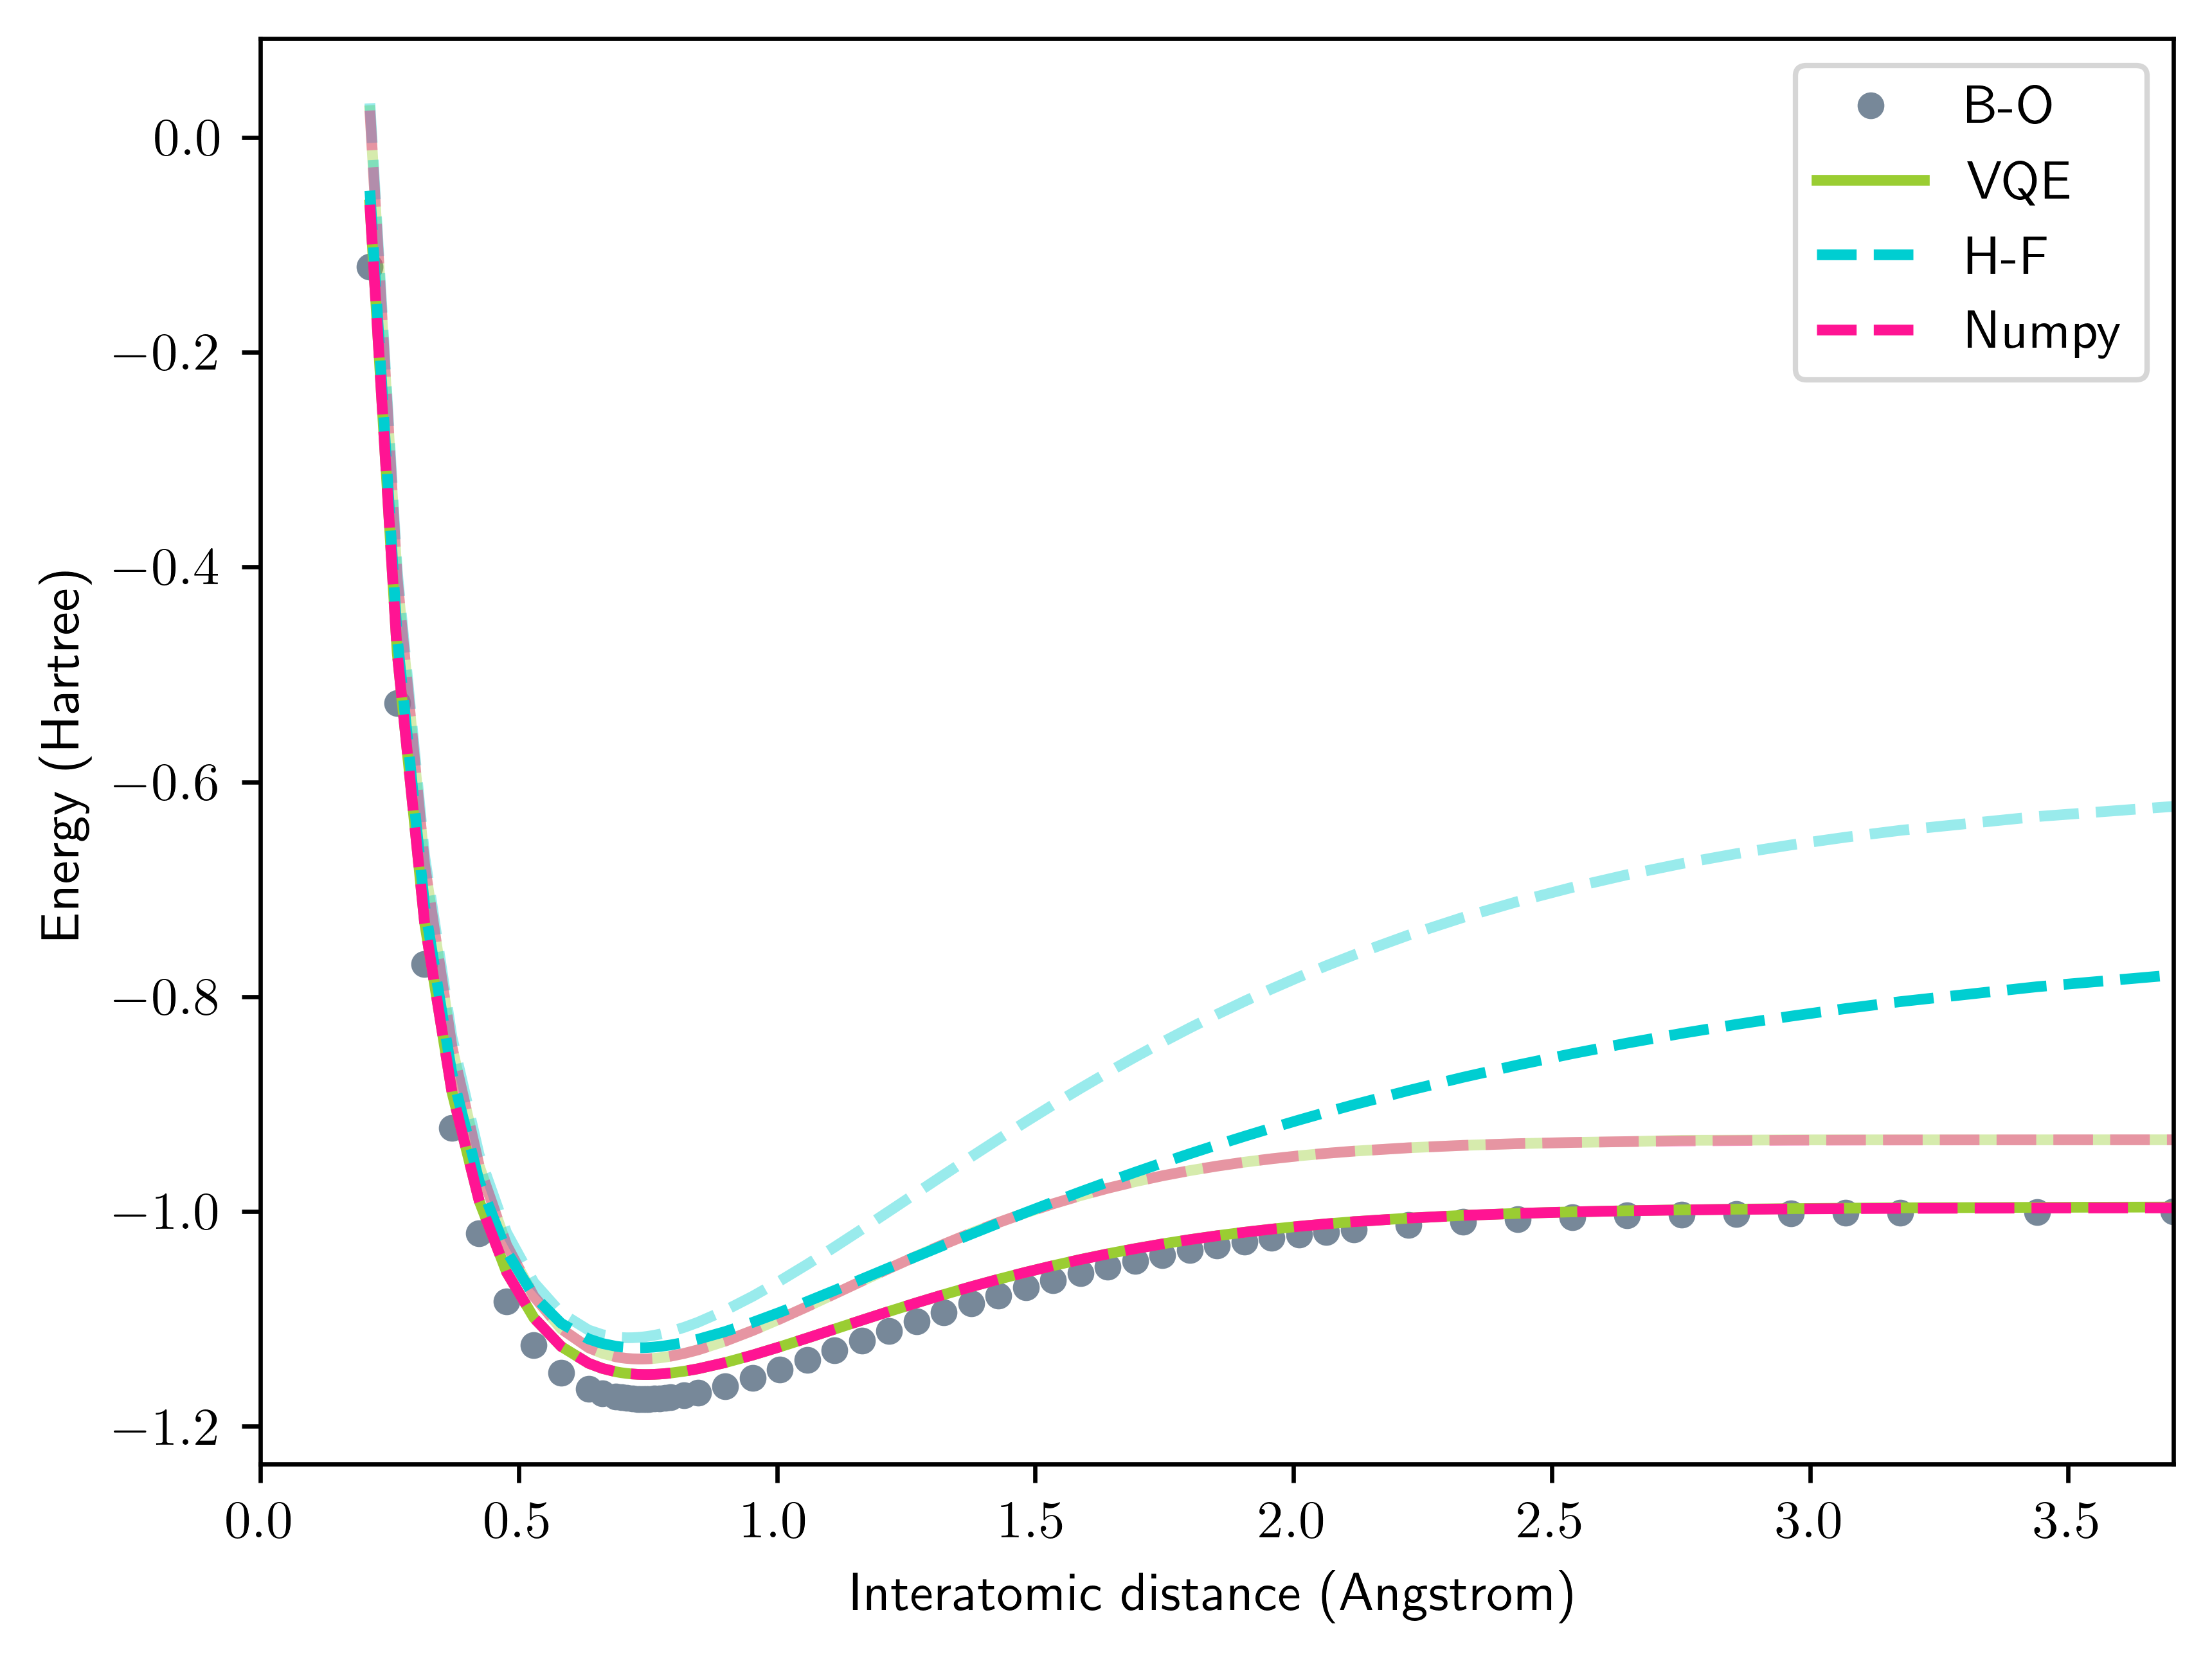 Energy (Hartree)
0.0
−0.2
−0.4
−0.6
−0.8
−1.0
−1.2
B-O
VQE
H-F
Numpy
0.0 0.5 1.0 1.5 2.0 2.5 3.0 3.5
Interatomic distance (Angstrom)